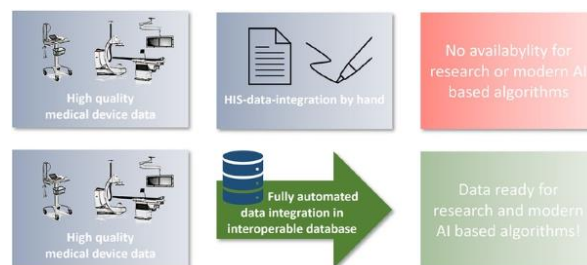 High quality
medical device data
HIS-data-integration by hand
No availabylity for
research or modern AI
based algorithms
High quality
medical device data
Fully automated
data integration in
interoperable database
Data ready for
research and modern
AI based algorithms!